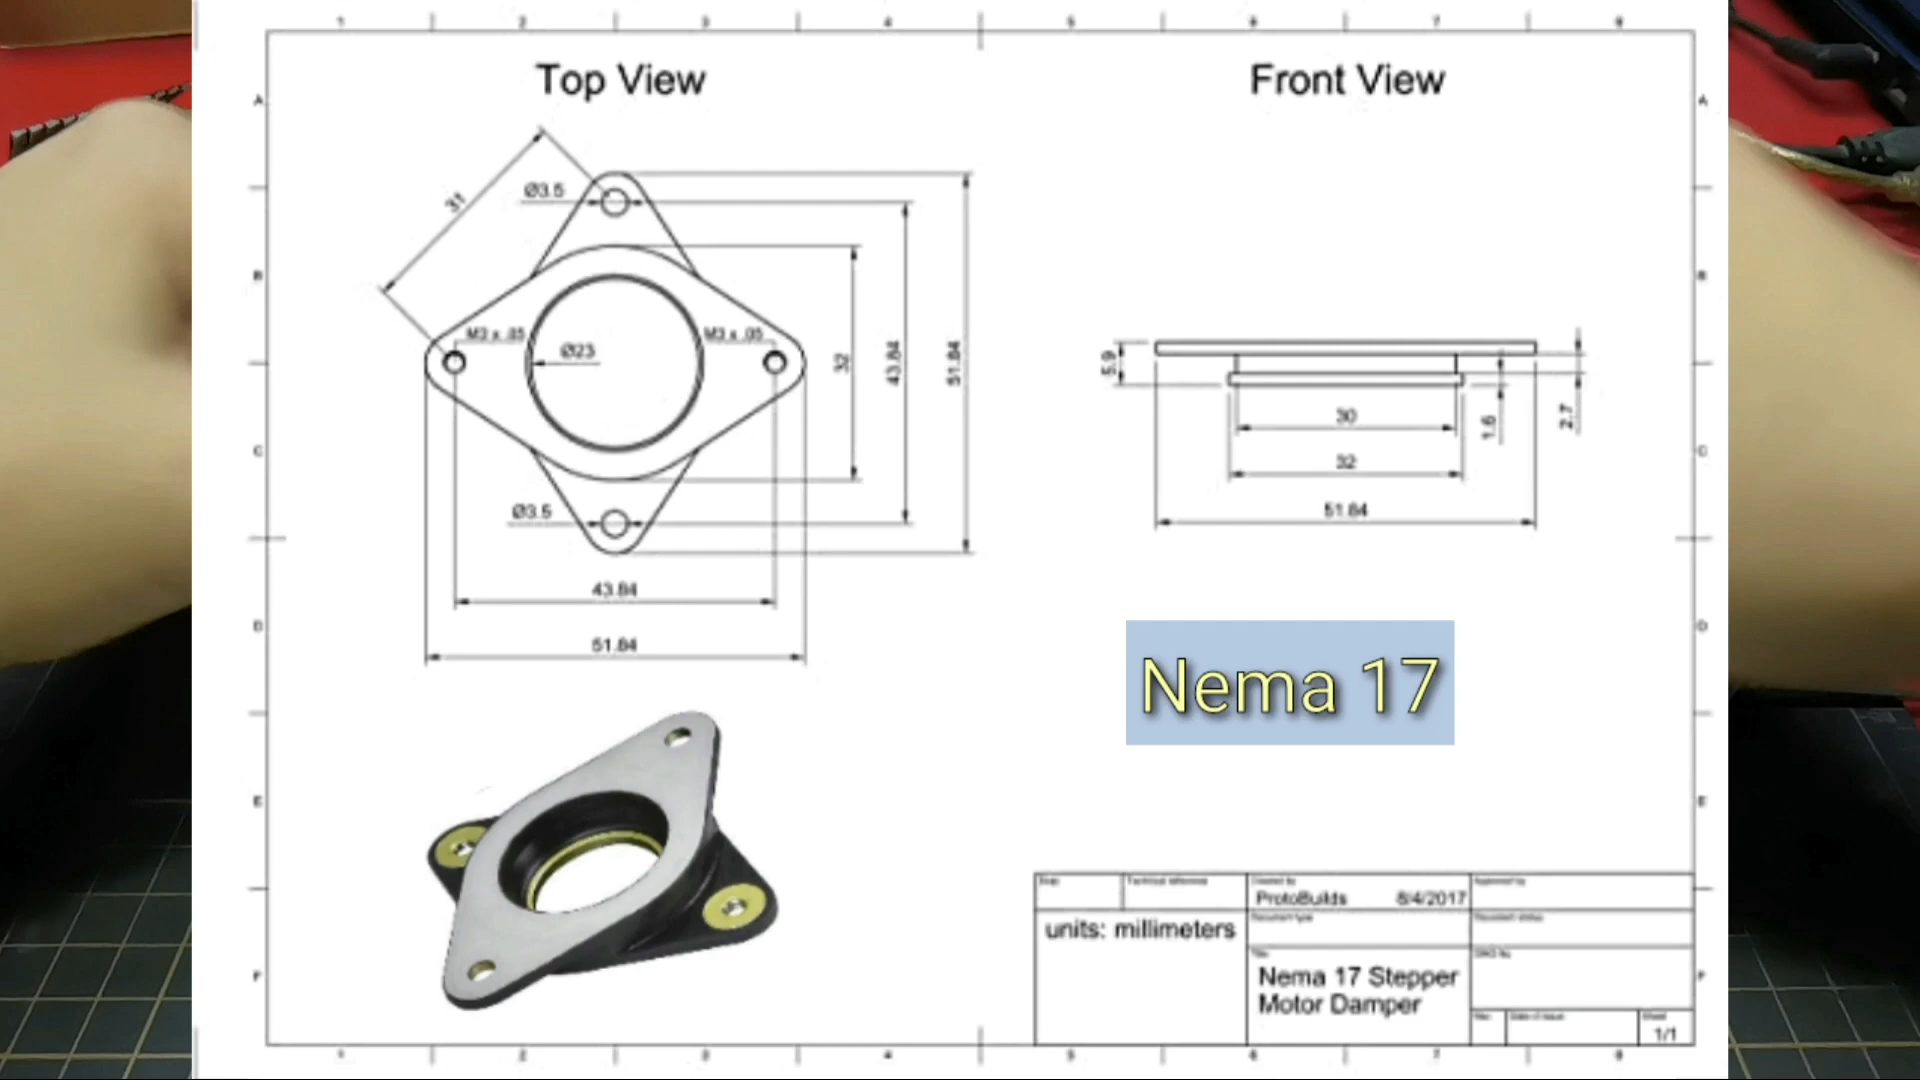 Top View
Front View
31
Ø3.5
M3 x .05
M3 x .05
Ø23
32
43.84
51.84
Ø3.5
43.84
51.84
5.9
30
32
51.84
1.6
2.7
Nema 17
ProtoBuilds 8/4/2017
units: millimeters
Nema 17 Stepper
Motor Damper
1/1